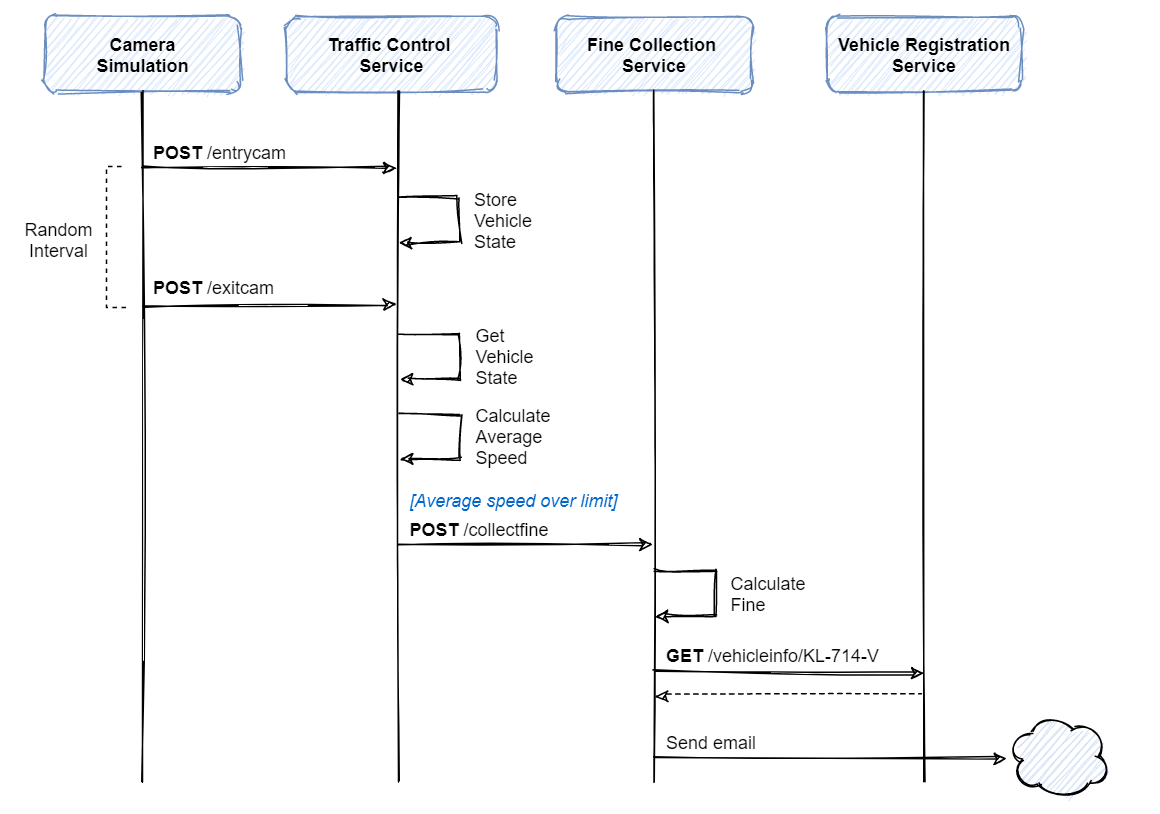 Camera
Simulation
Traffic Control
Service
Fine Collection
Service
Vehicle Registration
Service
POST /entrycam
Store
Vehicle
State
Random
Interval
POST /exitcam
Get
Vehicle
State
Calculate
Average
Speed
[Average speed over limit]
POST /collectfine
Calculate
Fine
GET /vehicleinfo/KL-714-V
Send email